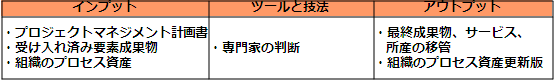 インプット
ツールと技法
アウトプット
・プロジェクトマネジメント計画書
・受け入れ済み要素成果物
・組織のプロセス資産
・専門家の判断
・最終成果物、サービス、
所産の移管
・組織のプロセス資産更新版